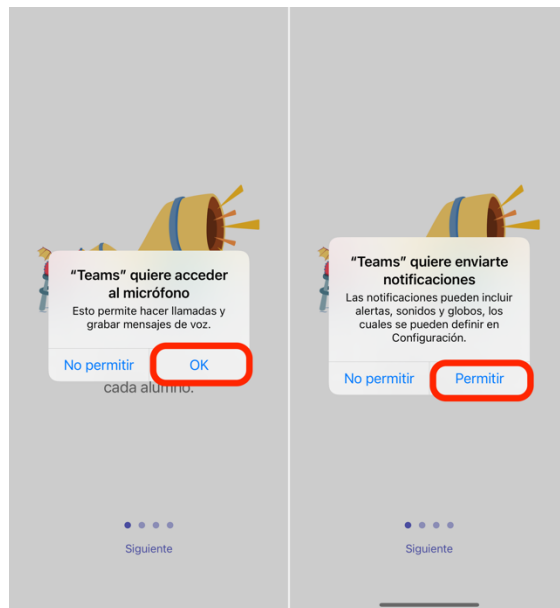 “Teams” quiere acceder
al micrófono
Esto permite hacer llamadas y
grabar mensajes de voz.
No permitir
OK
cada alumno.
Siguiente
“Teams” quiere enviarte
notificaciones
Las notificaciones pueden incluir
alertas, sonidos y globos, los
cuales se pueden definir en
Configuración.
No permitir
Permitir
Siguiente